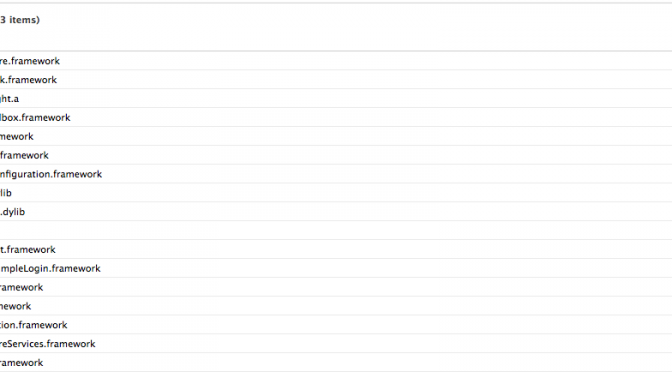 3 items)
re.framework
k.framework
ght.a
lbox.framework
mework
framework
nfiguration.framework
lib
.dylib
t.framework
mpleLogin.framework
ramework
mework
tion.framework
reServices.framework
ramework